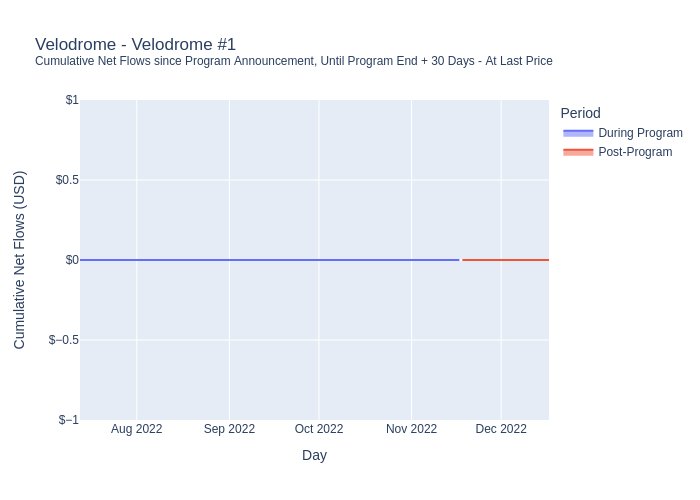 Velodrome - Velodrome #1
Cumulative Net Flows since Program Announcement, Until Program End + 30 Days - At Last Price
Period
During Program
Post-Program
Cumulative Net Flows (USD)
$1
$0.5
$0
$−0.5
$−1
Aug 2022
Sep 2022
Oct 2022
Nov 2022
Dec 2022
Day